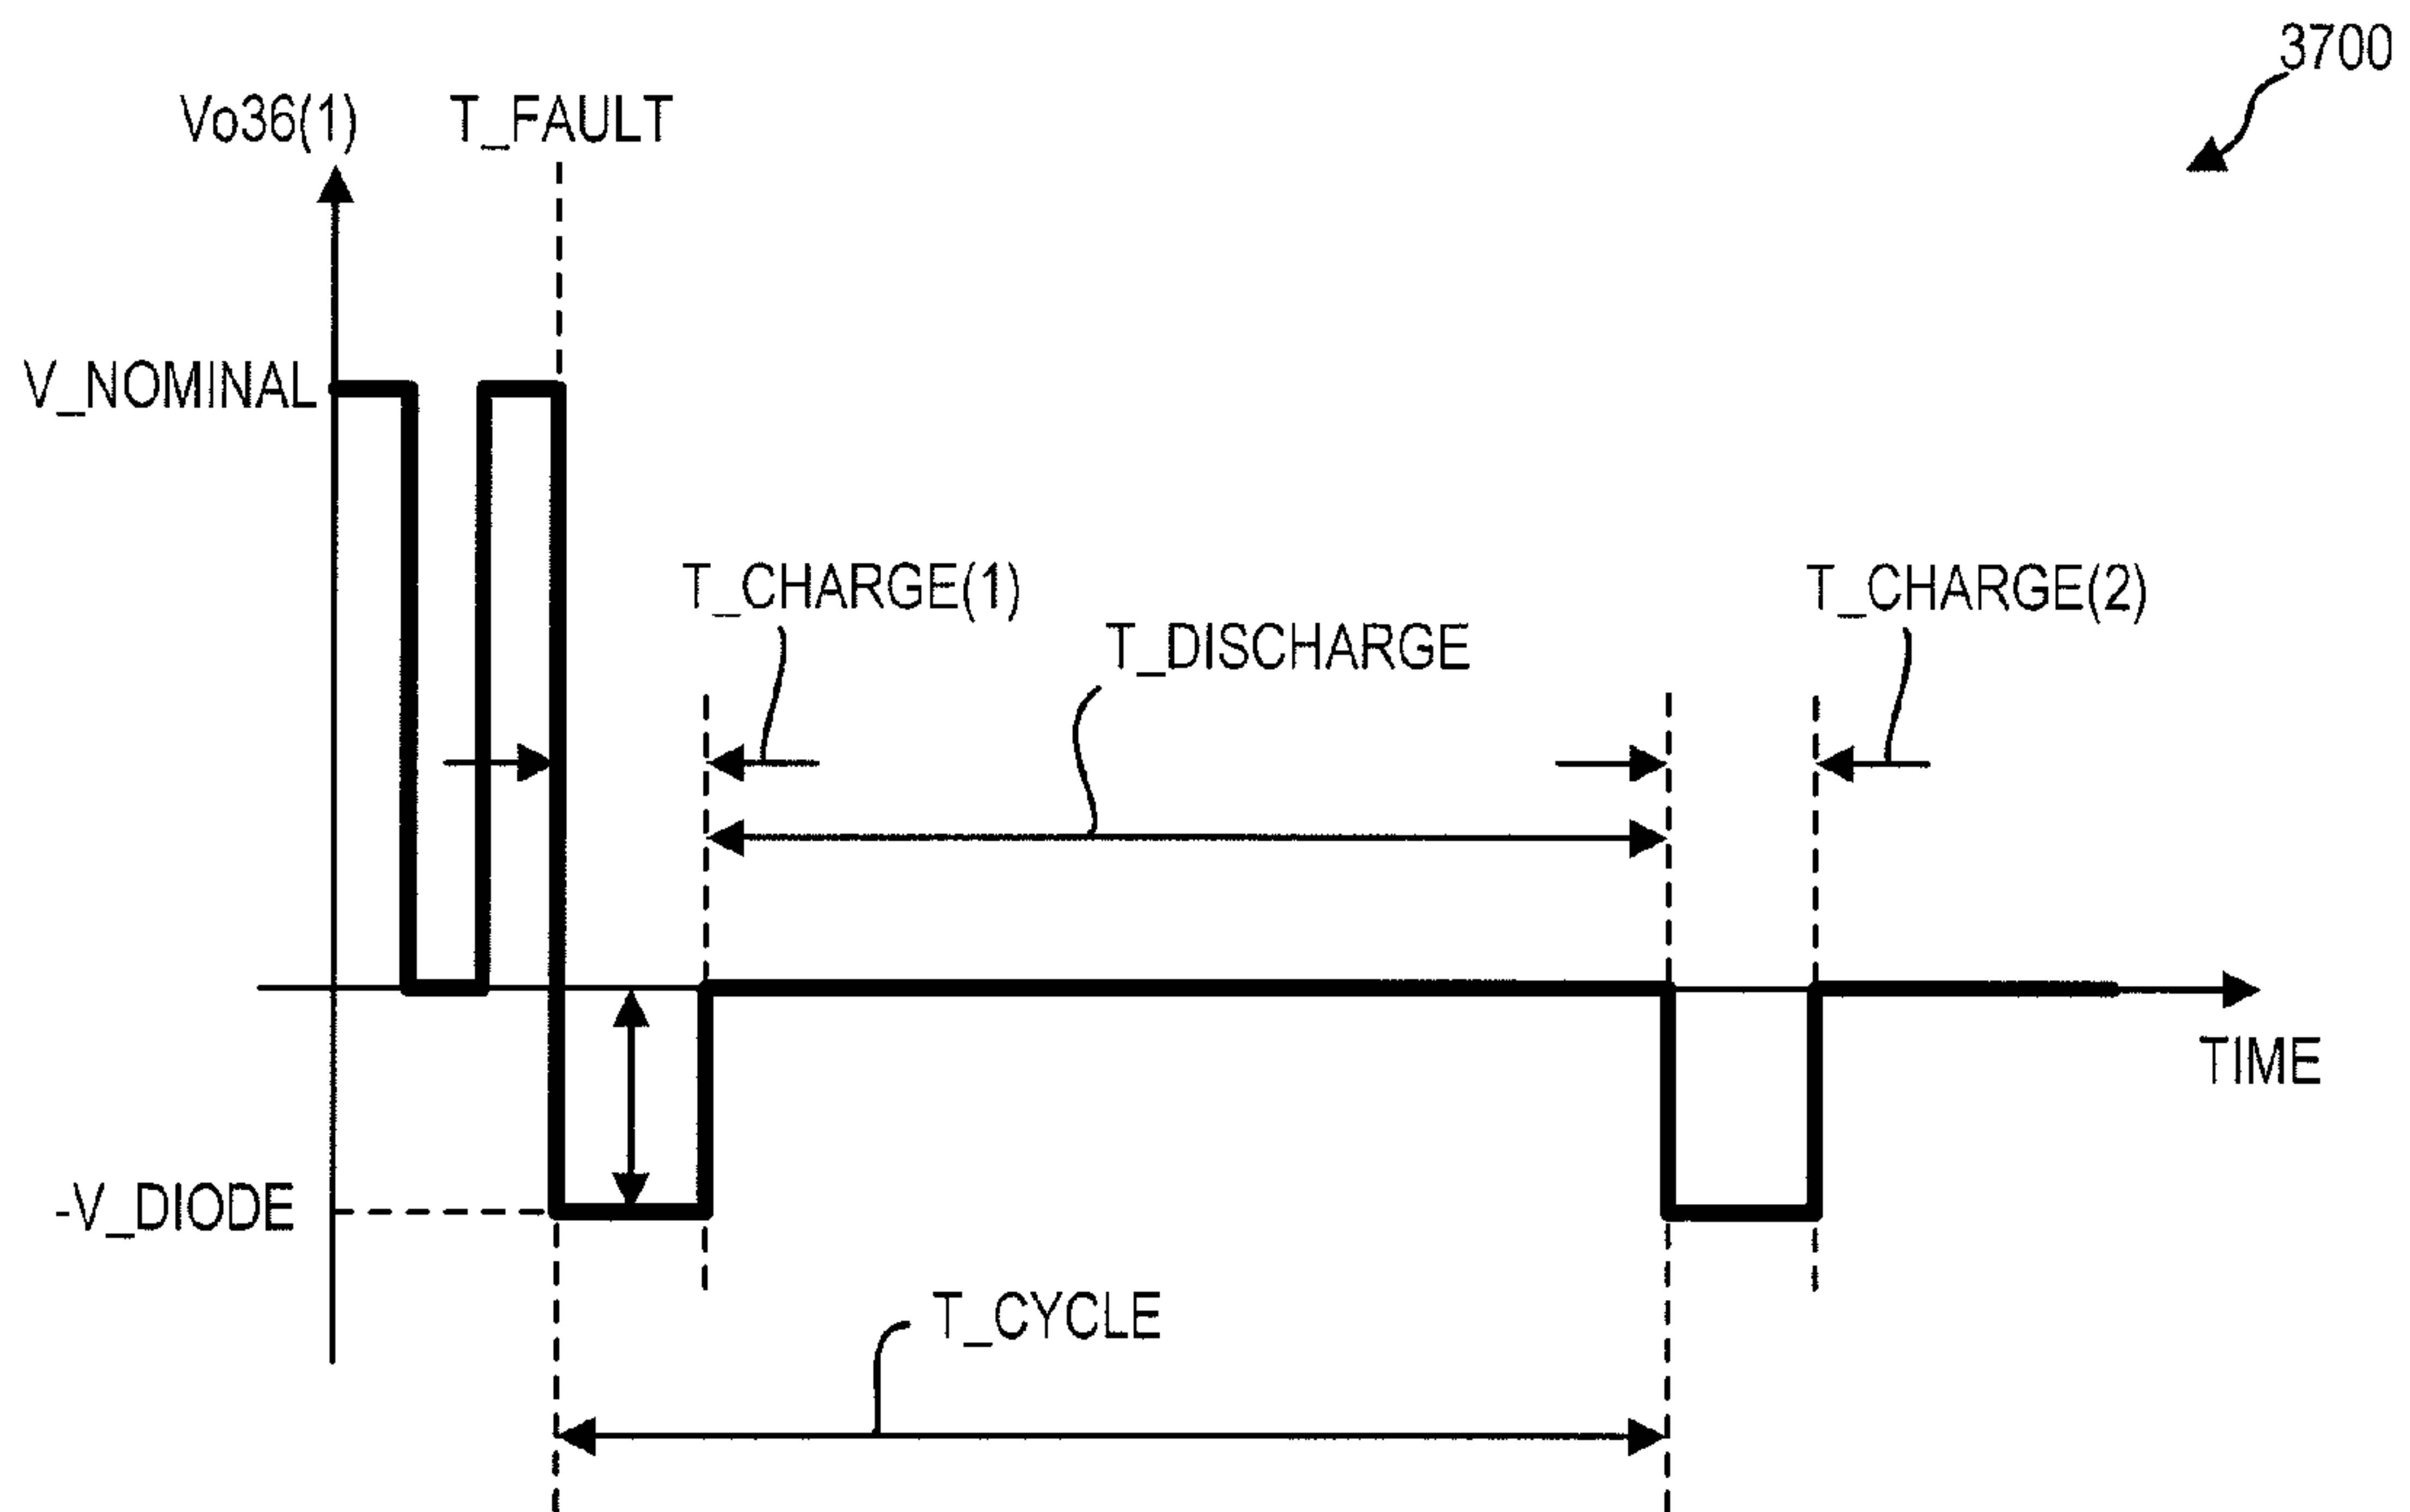 3700
Vo36(1)
T_FAULT
V_NOMINAL
T_CHARGE(1)
T_CHARGE(2)
T_DISCHARGE
TIME
-V_DIODE
T_CYCLE